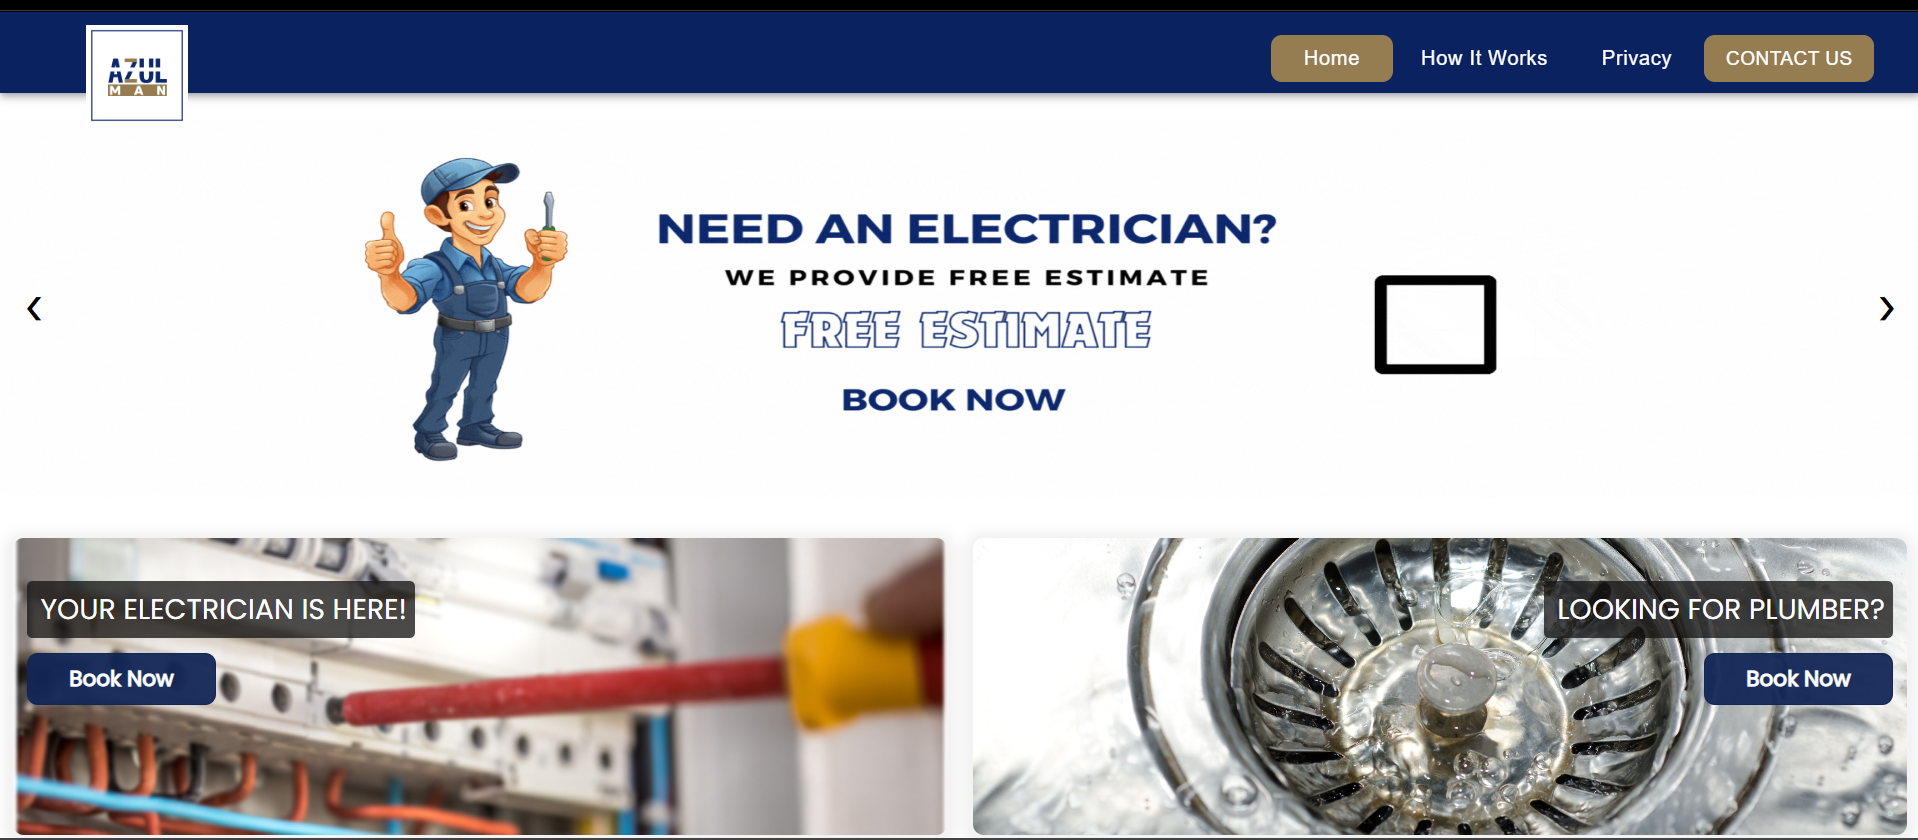 AZUL
MAN
Home
How It Works
Privacy
CONTACT US
NEED AN ELECTRICIAN?
WE PROVIDE FREE ESTIMATE
FREE ESTIMATE
BOOK NOW
YOUR ELECTRICIAN IS HERE!
Book Now
LOOKING FOR PLUMBER?
Book Now